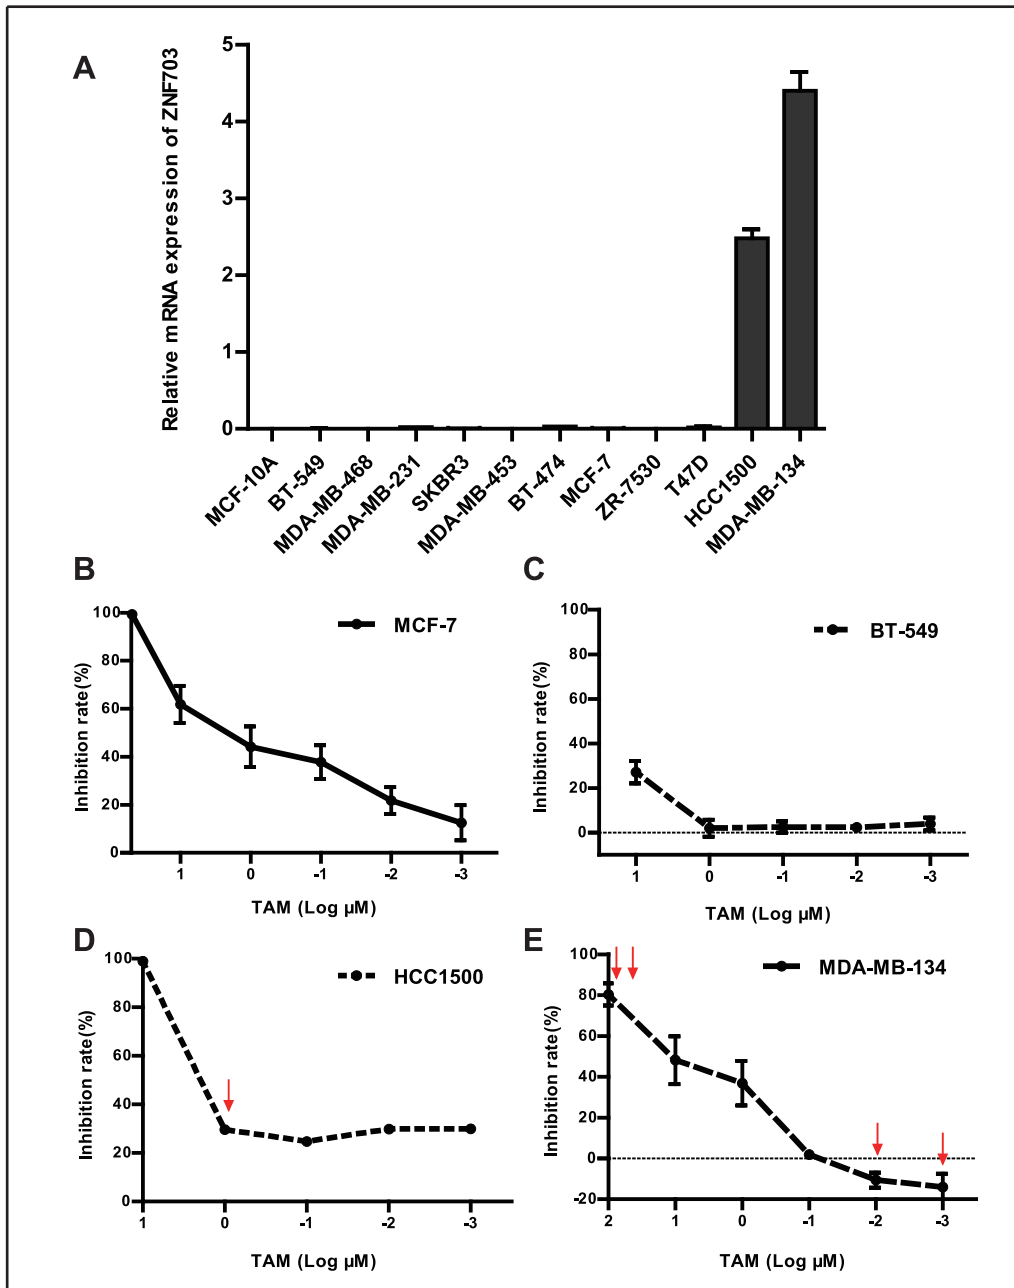 A
Relative mRNA expression of ZNF703
5
4
3
2
1
0
MCF-10A
BT-549
MDA-MB-468
MDA-MB-231
SKBR3
MDA-MB-453
BT-474
MCF-7
ZR-7530
T47D
HCC1500
MDA-MB-134
B
MCF-7
Inhibition rate(%)
100
80
60
40
20
0
1 0 -1 -2 -3
TAM (Log µM)
C
BT-549
Inhibition rate(%)
100
80
60
40
20
0
1 0 -1 -2 -3
TAM (Log µM)
D
HCC1500
Inhibition rate(%)
100
80
60
40
20
0
1 0 -1 -2 -3
TAM (Log µM)
E
MDA-MB-134
Inhibition rate(%)
100
80
60
40
20
0
-20
2 1 0 -1 -2 -3
TAM (Log µM)